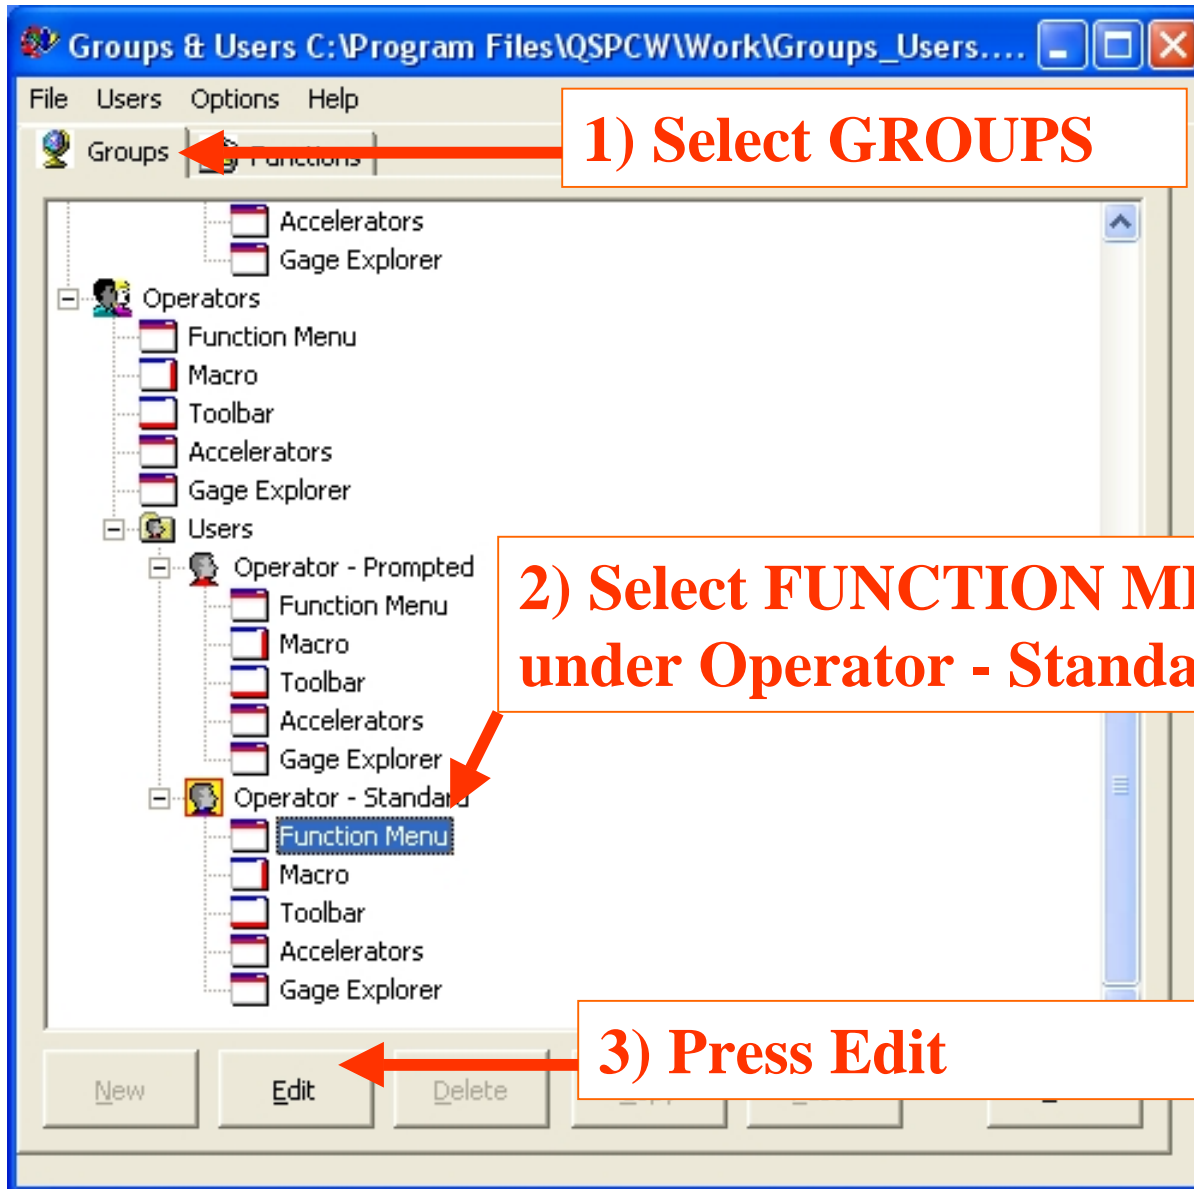 Groups & Users C:\Program Files\QSPCW\Work\Groups_Users....
File Users Options Help
1) Select GROUPS
Groups Functions
Accelerators
Gage Explorer
Operators
Function Menu
Macro
Toolbar
Accelerators
Gage Explorer
Users
Operator - Prompted
Function Menu
Macro
Toolbar
Accelerators
Gage Explorer
2) Select FUNCTION
under Operator - Standa
Operator - Standard
Function Menu
Macro
Toolbar
Accelerators
Gage Explorer
3) Press Edit
New Edit Delete